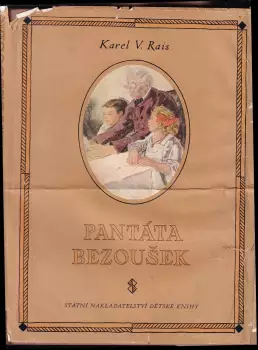 Karel V. Rais
PANTÁTA
BEZOUŠEK
STÁTNÍ NAKLADATELSTVÍ DĚTSKÉ KNIHY